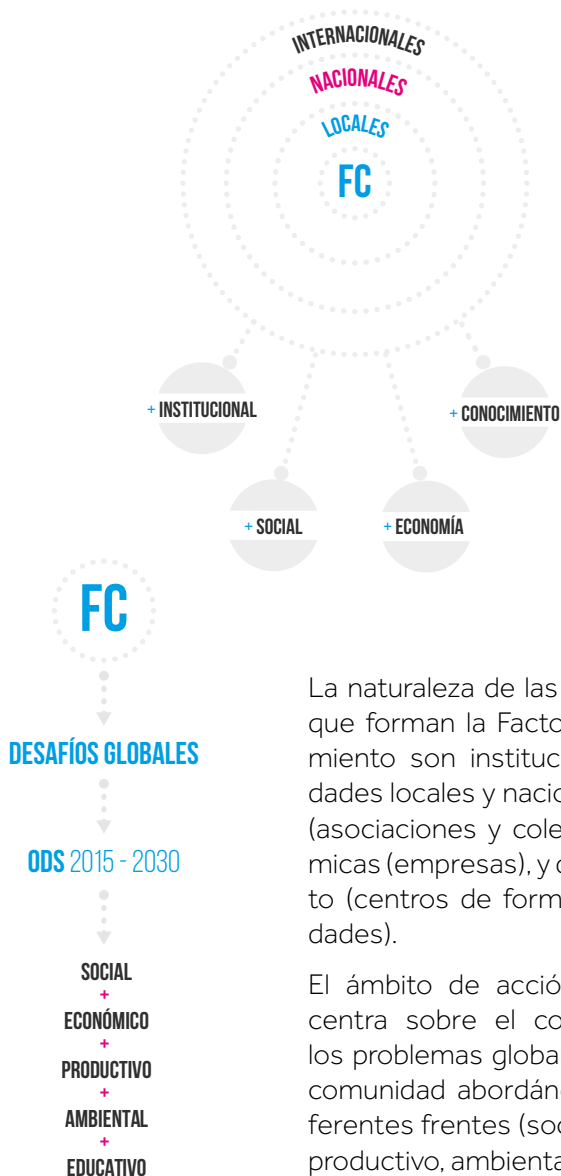 INTERNACIONALES
NACIONALES
LOCALES
FC
+ INSTITUCIONAL
+ CONOCIMIENTO
+ SOCIAL
+ ECONOMÍA
FC
DESAFÍOS GLOBALES
ODS 2015 - 2030
SOCIAL
+
ECONÓMICO
+
PRODUCTIVO
+
AMBIENTAL
+
EDUCATIVO
La naturaleza de las
que forman la Facto
miento son instituc
dades locales y nacio
(asociaciones y cole
micas (empresas), y c
to (centros de form
dades).
El ámbito de acció
centra sobre el co
los problemas globa
comunidad abordán
ferentes frentes (soc
productivo, ambienta